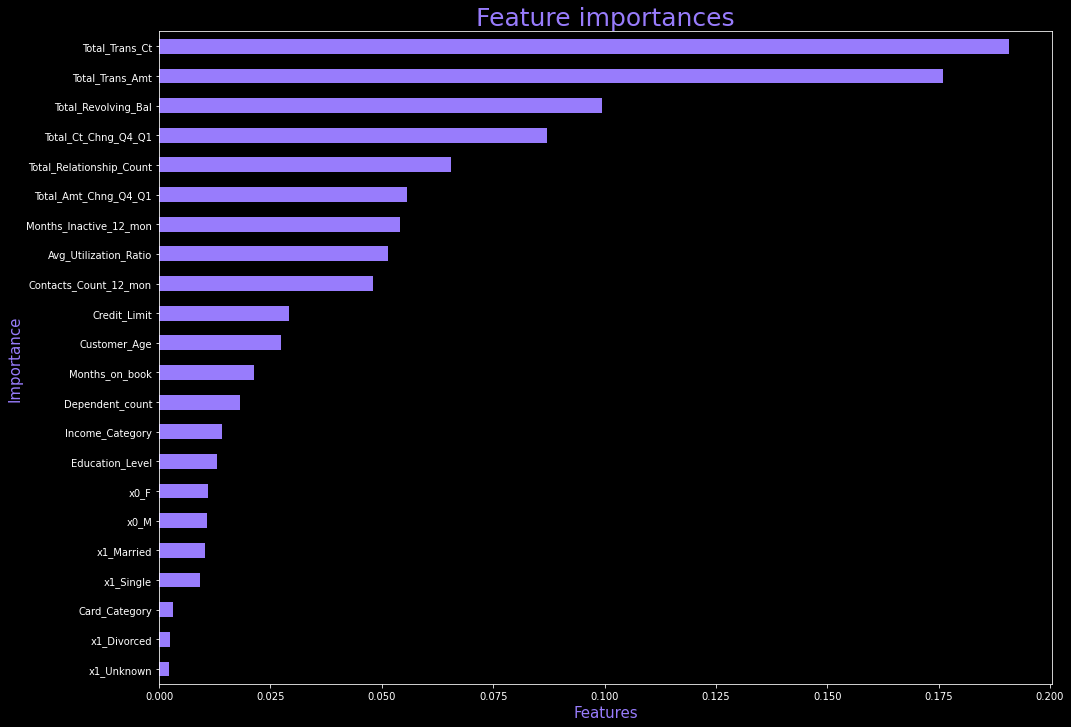 Feature importances
Total_Trans_Ct
Total_Trans_Amt
Total_Revolving_Bal
Total_Ct_Chng_Q4_Q1
Total_Relationship_Count
Total_Amt_Chng_Q4_Q1
Months_Inactive_12_mon
Avg_Utilization_Ratio
Contacts_Count_12_mon
Credit_Limit
Customer_Age
Months_on_book
Dependent_count
Income_Category
Education_Level
x0_F
x0_M
x1_Married
x1_Single
Card_Category
x1_Divorced
x1_Unknown
Importance
0.000 0.025 0.050 0.075 0.100 0.125 0.150 0.175 0.200
Features